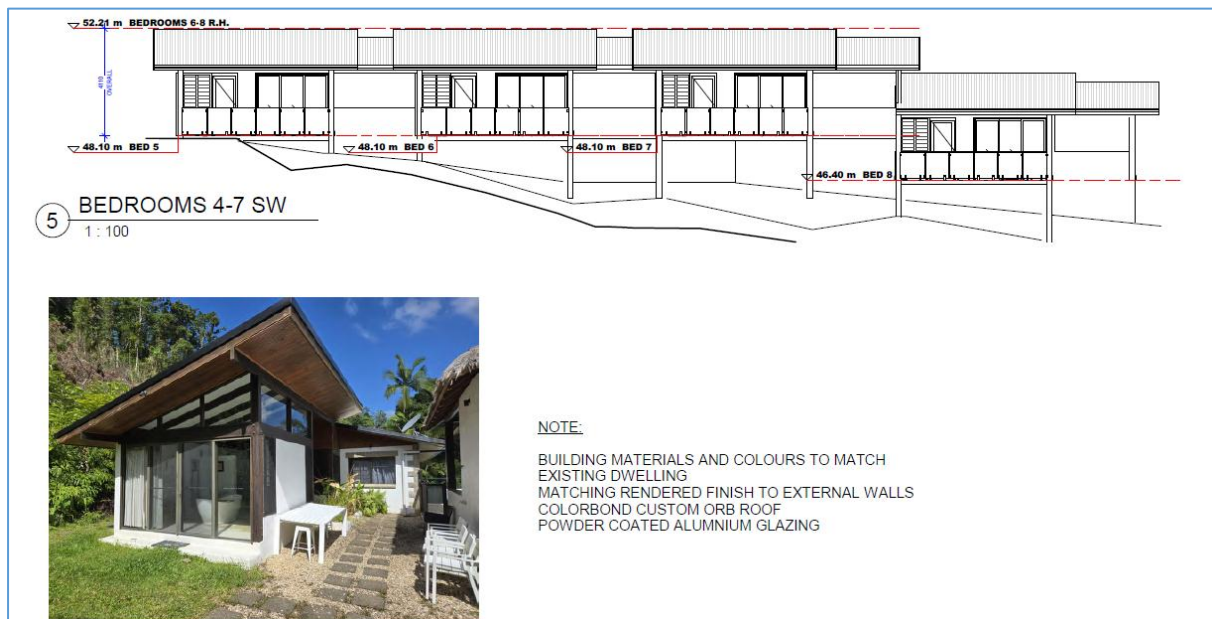 52.21 m BEDROOMS 6-8 R.H.
OVERALL
48.10 m BED 5
48.10 m BED 6
48.10 m BED 7
46.40 m BED 8
5
BEDROOMS 4-7 SW
1 : 100
NOTE:
BUILDING MATERIALS AND COLOURS TO MATCH
EXISTING DWELLING
MATCHING RENDERED FINISH TO EXTERNAL WALLS
COLORBOND CUSTOM ORB ROOF
POWDER COATED ALUMNIUM GLAZING